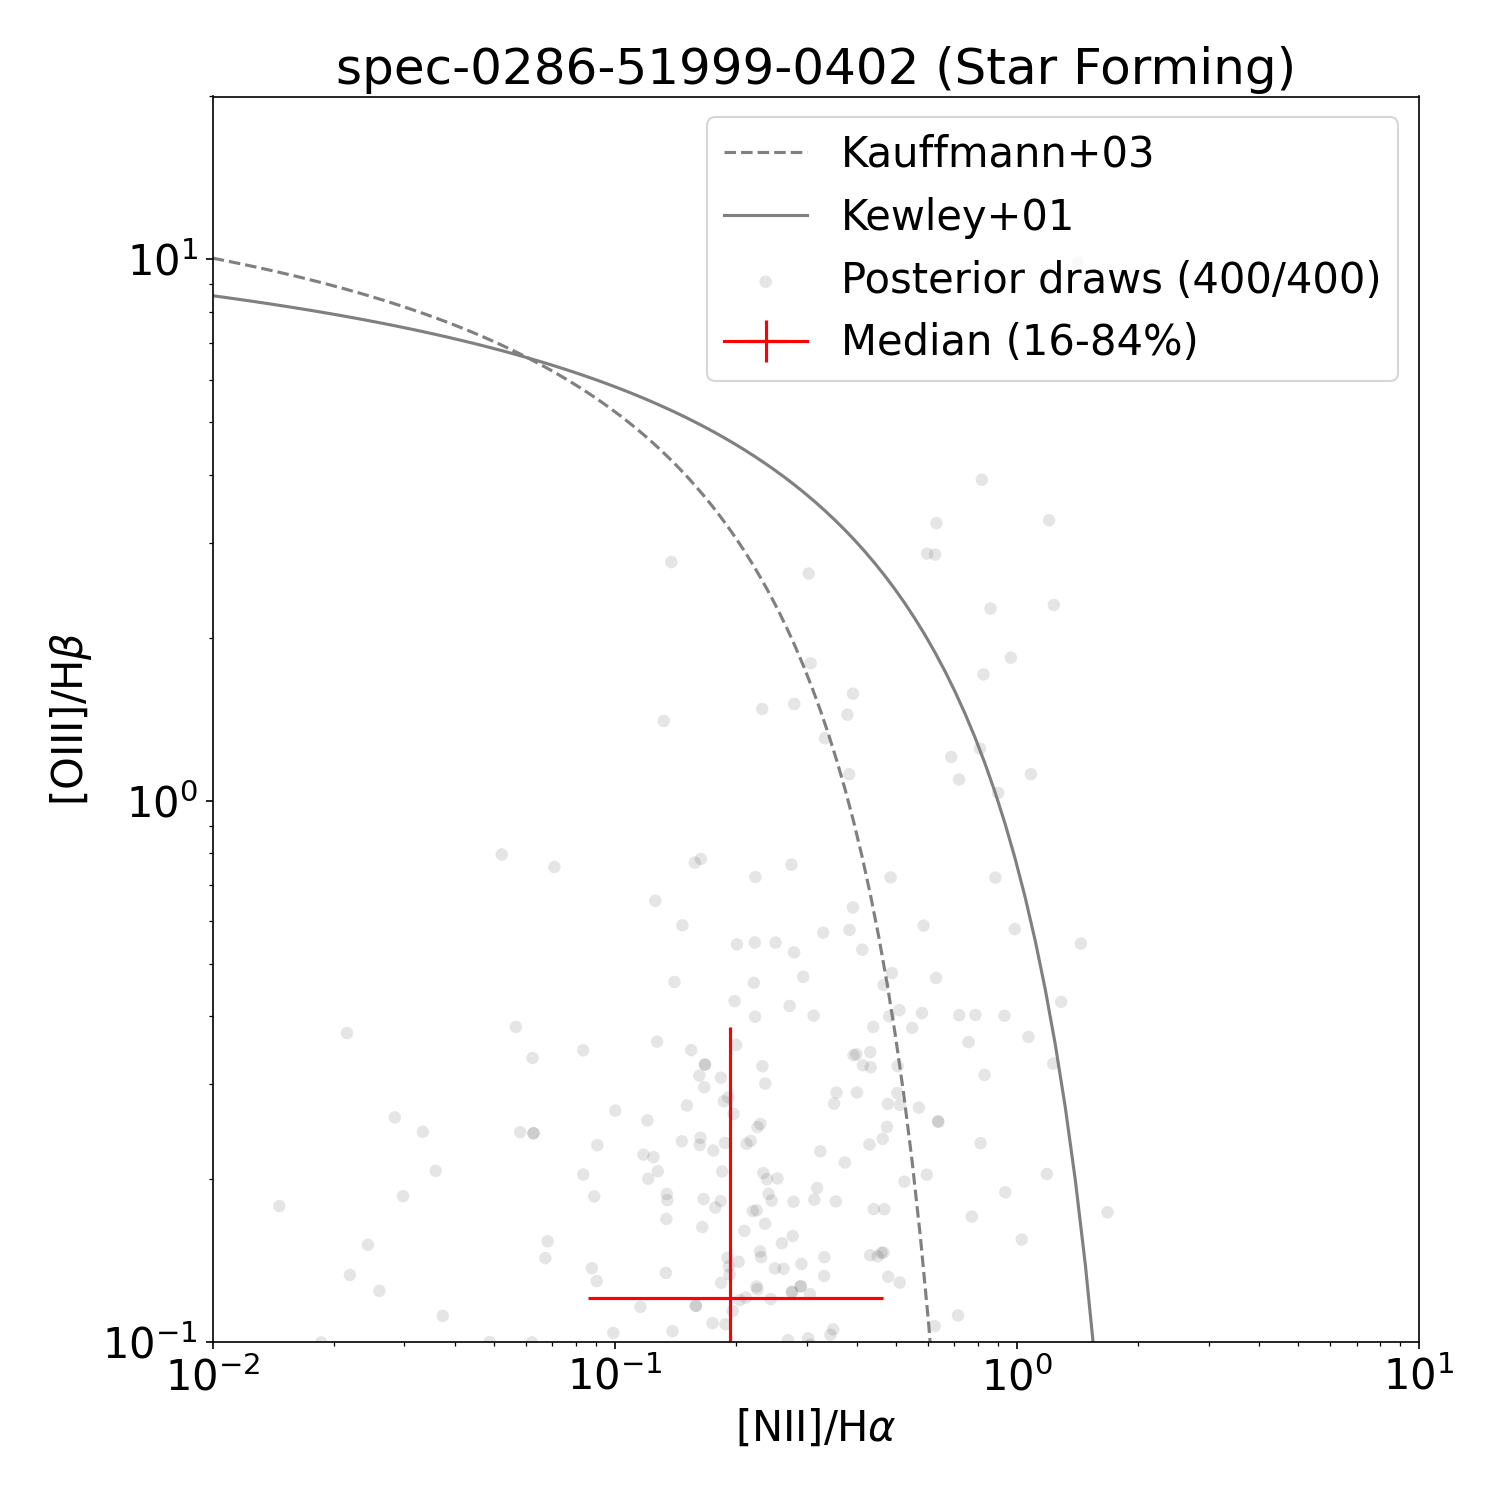 spec-0286-51999-0402 (Star Forming)
Kauffmann+03
Kewley+01
Posterior draws (400/400)
Median (16-84%)
10¹
10⁰
10⁻¹
[OIII]/Hβ
10⁻²
10⁻¹
10⁰
10¹
[NII]/Hα